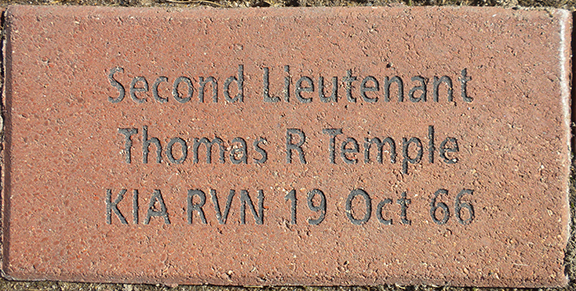 Second Lieutenant
Thomas R Temple
KIA RVN 19 Oct 66